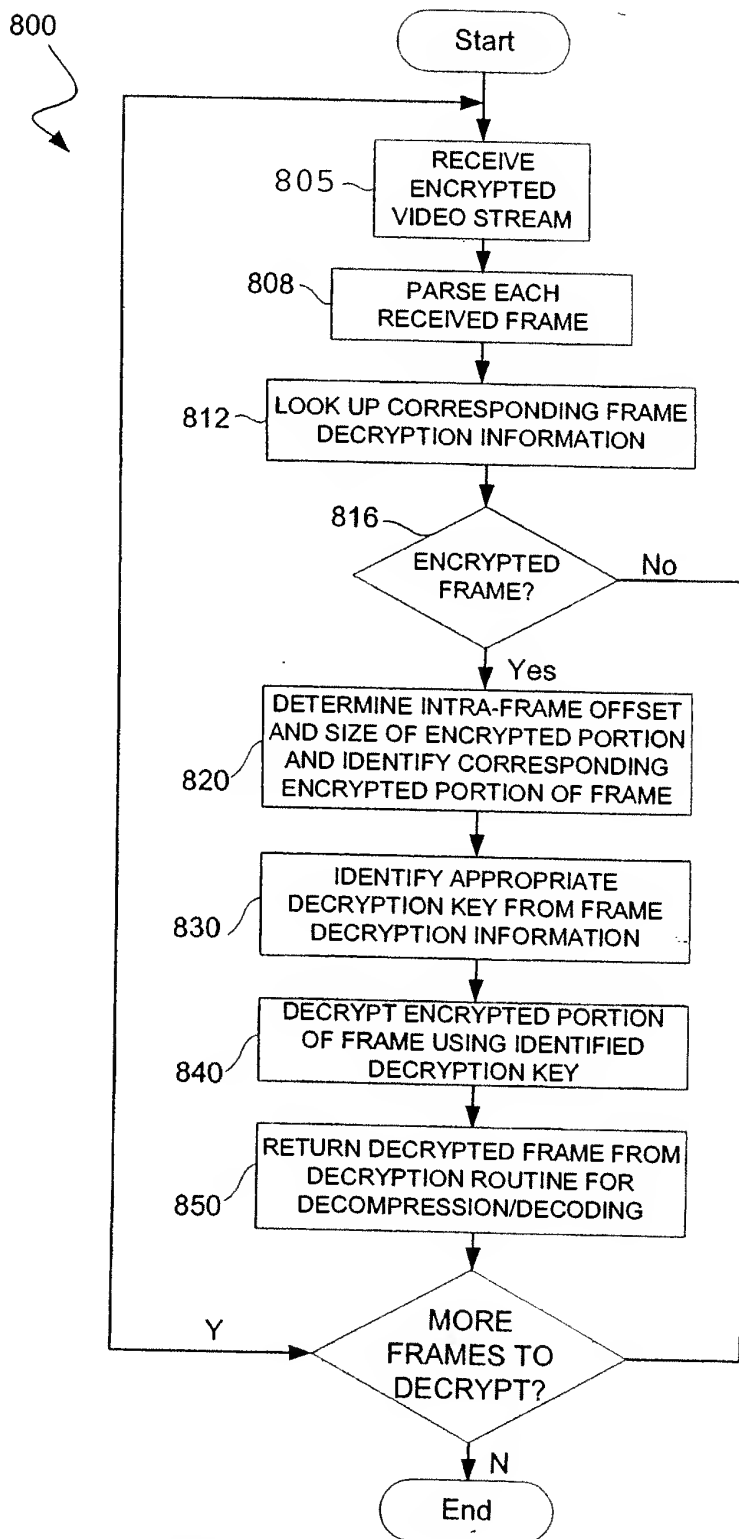 800
Start
805
RECEIVE
ENCRYPTED
VIDEO STREAM
808
PARSE EACH
RECEIVED FRAME
812
LOOK UP CORRESPONDING FRAME
DECRYPTION INFORMATION
816
ENCRYPTED
FRAME?
No
Yes
820
DETERMINE INTRA-FRAME OFFSET
AND SIZE OF ENCRYPTED PORTION
AND IDENTIFY CORRESPONDING
ENCRYPTED PORTION OF FRAME
830
IDENTIFY APPROPRIATE
DECRYPTION KEY FROM FRAME
DECRYPTION INFORMATION
840
DECRYPT ENCRYPTED PORTION
OF FRAME USING IDENTIFIED
DECRYPTION KEY
850
RETURN DECRYPTED FRAME FROM
DECRYPTION ROUTINE FOR
DECOMPRESSION/DECODING
Y
MORE
FRAMES TO
DECRYPT?
N
End